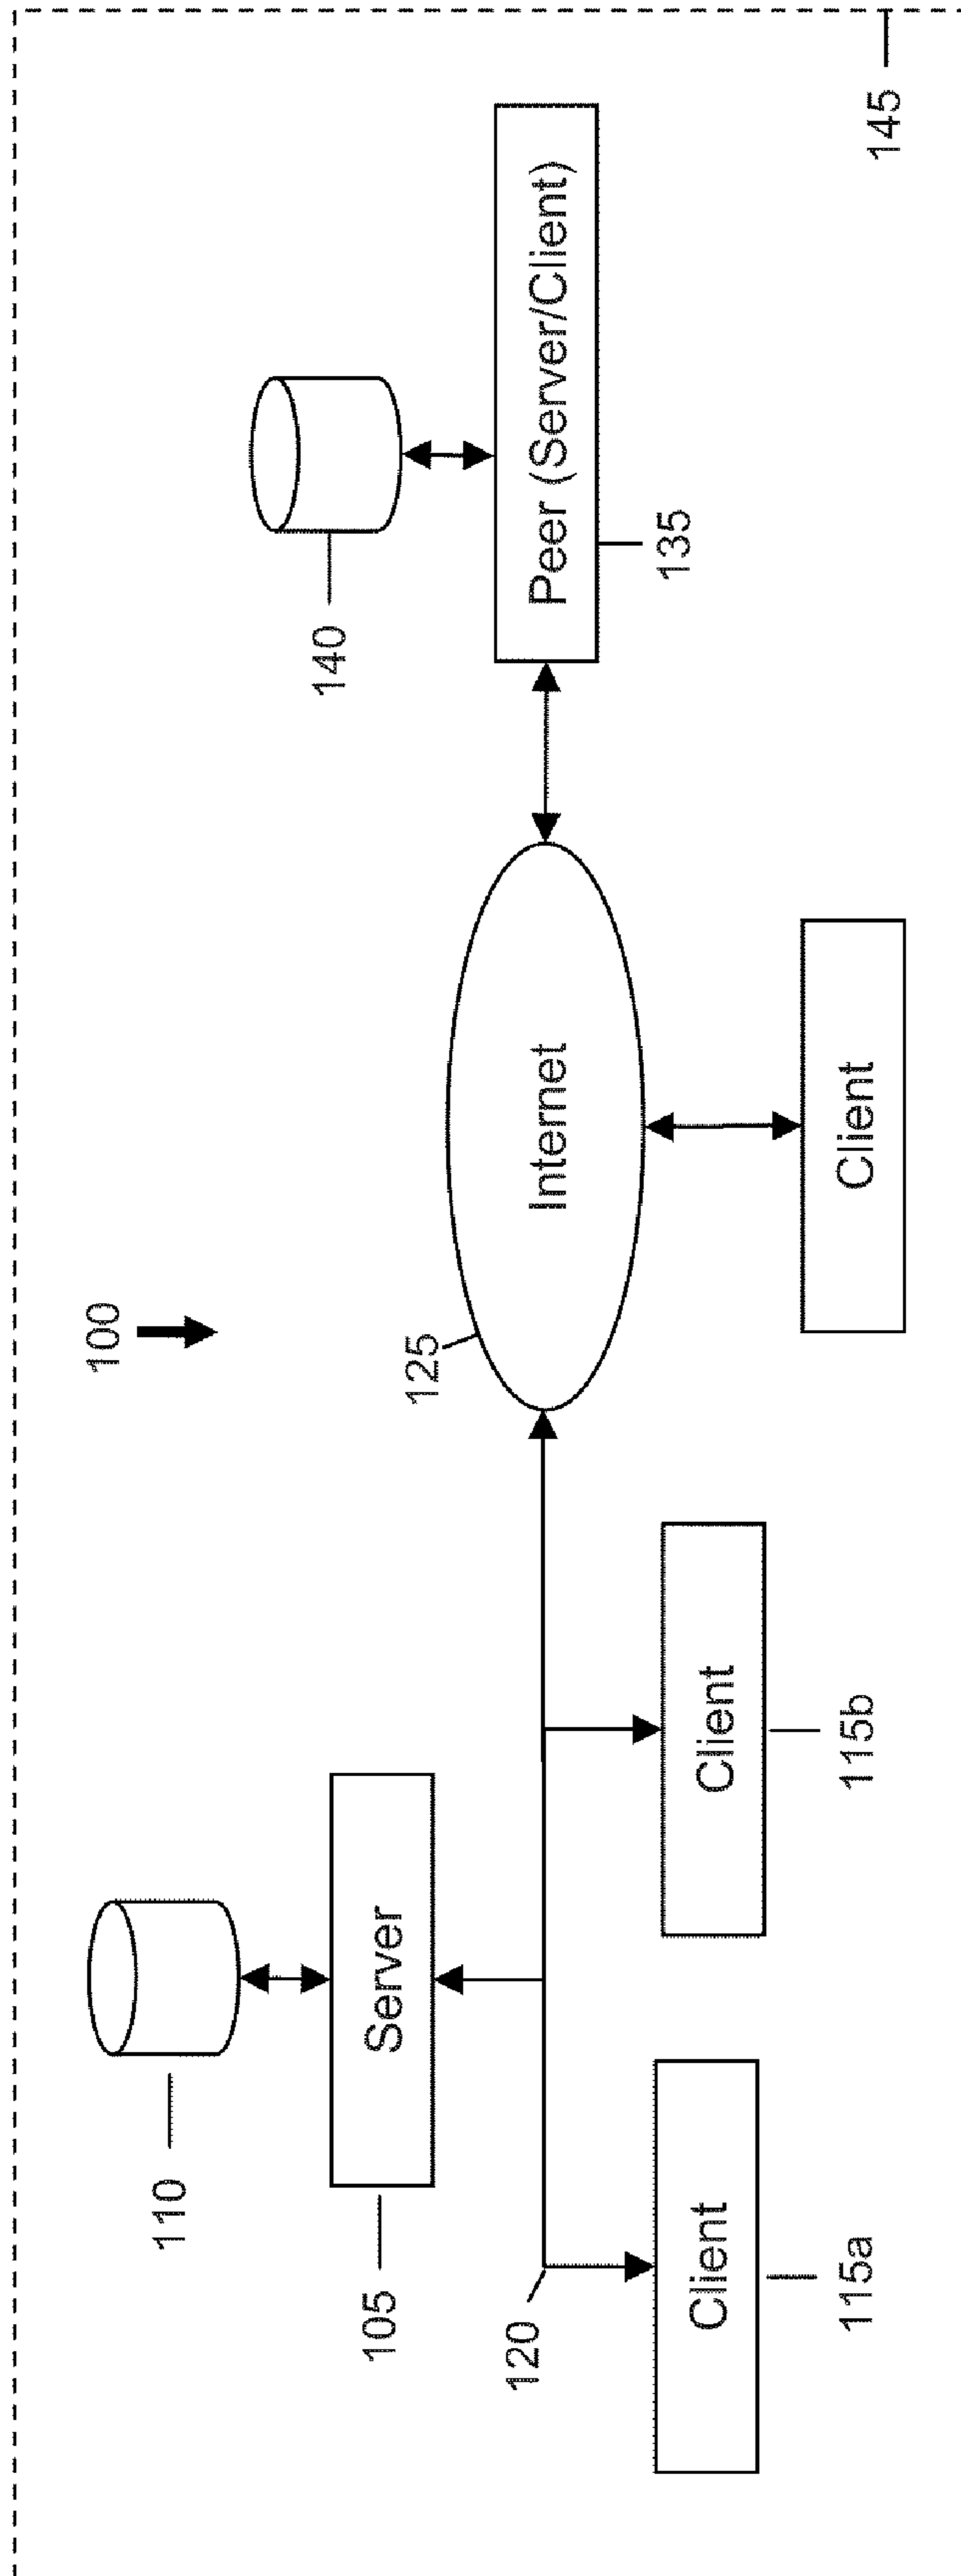 100
110
140
105
Server
125
120
Internet
Peer (Server/Client)
135
Client
115a
Client
115b
Client
145